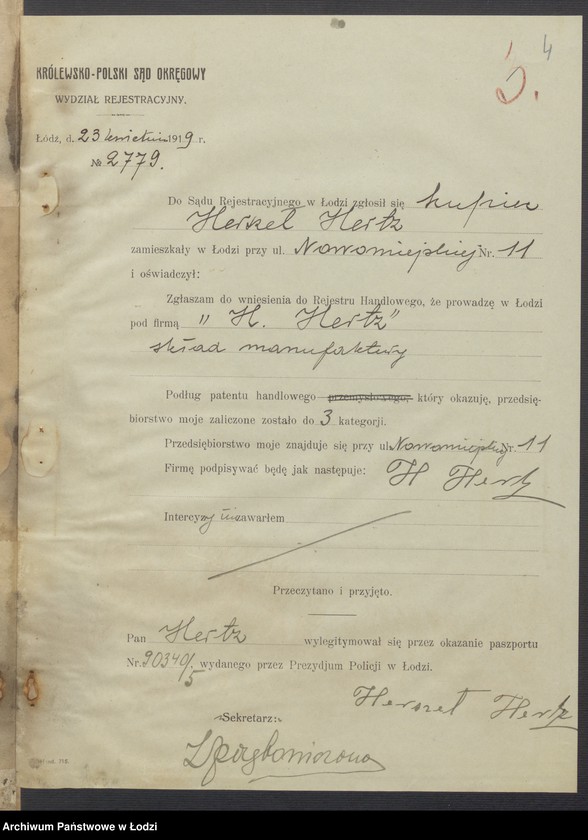 4
5.
KRÓLEWSKO-POLSKI SĄD OKRĘGOWY
WYDZIAŁ REJESTRACYJNY.
Łódź, d. 23 kwietnia 1919 r.
№ 2779.
Do Sądu Rejestracyjnego w Łodzi zgłosił się kupiec
Herszel Hertz
zamieszkały w Łodzi przy ul. Nowomiejskiej Nr. 11
i oświadczył:
Zgłaszam do wniesienia do Rejestru Handlowego, że prowadzę w Łodzi
pod firmą "H. Hertz"
skład manufaktury
Podług patentu handlowego przemysłowego, który okazuję, przedsię-
biorstwo moje zaliczone zostało do 3 kategorji.
Przedsiębiorstwo moje znajduje się przy ul. Nowomiejskiej Nr. 11
Firmę podpisywać będę jak następuje: H Hertz
Intercyzy nie zawarłem
Przeczytano i przyjęto.
Pan Hertz wylegitymował się przez okazanie paszportu
Nr. 90340/5 wydanego przez Prezydjum Policji w Łodzi.
Herszel Hertz
Sekretarz:
Archiwum Państwowe w Łodzi